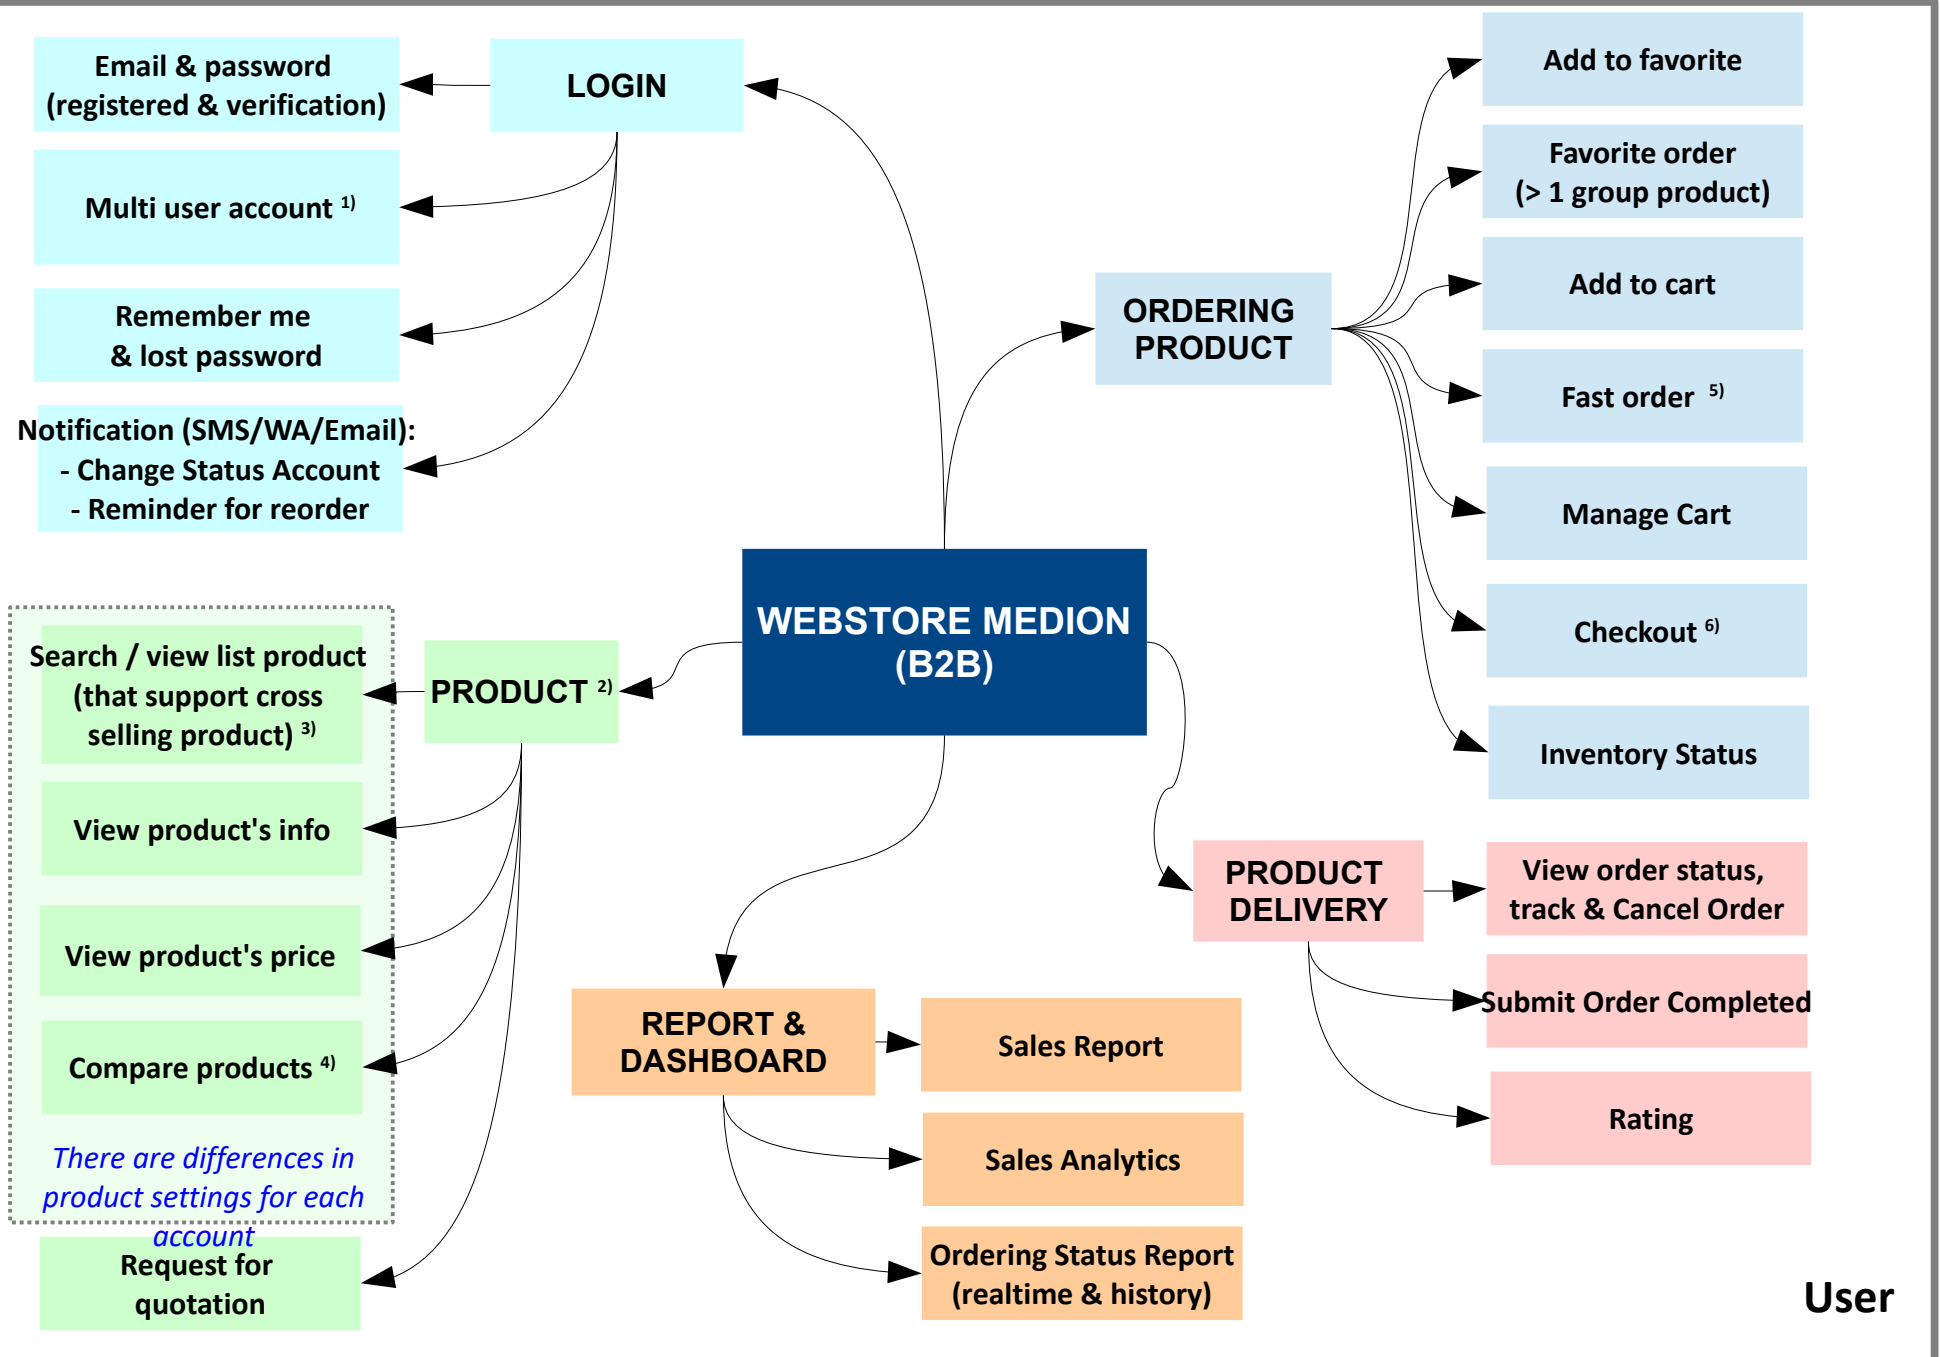 Email & password
(registered & verification)
LOGIN
Multi user account 1)
Remember me
& lost password
Notification (SMS/WA/Email):
- Change Status Account
- Reminder for reorder
Add to favorite
Favorite order
(> 1 group product)
ORDERING
PRODUCT
Add to cart
Fast order 5)
Manage Cart
Checkout 6)
Inventory Status
WEBSTORE MEDION
(B2B)
PRODUCT 2)
Search / view list product
(that support cross
selling product) 3)
View product's info
View product's price
Compare products 4)
There are differences in
product settings for each
account
Request for
quotation
PRODUCT
DELIVERY
View order status,
track & Cancel Order
Submit Order Completed
Rating
REPORT &
DASHBOARD
Sales Report
Sales Analytics
Ordering Status Report
(realtime & history)
User